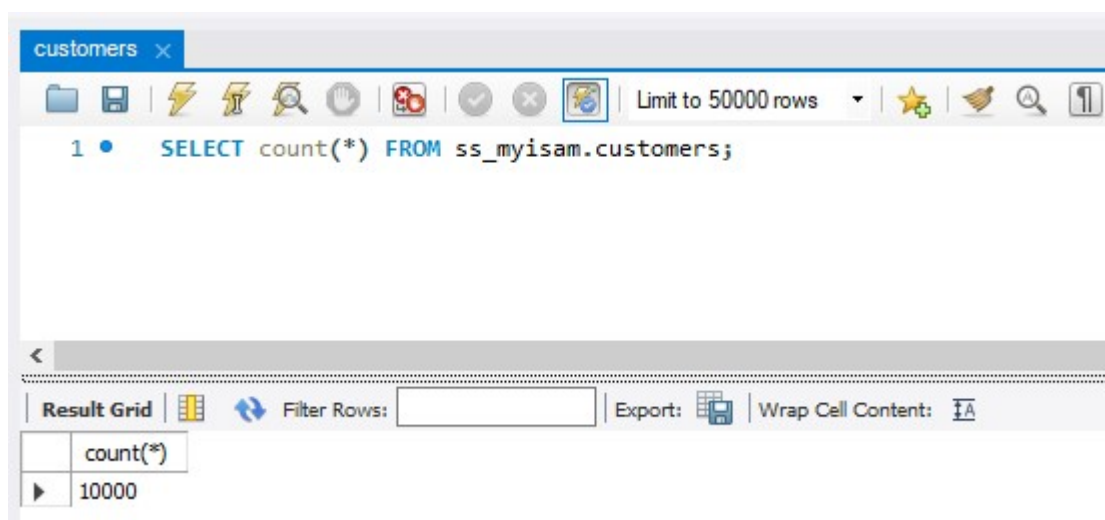 customers
Limit to 50000 rows
1 SELECT count(*) FROM ss_myisam.customers;
Result Grid Filter Rows: Export: Wrap Cell Content: IA
count(*)
10000